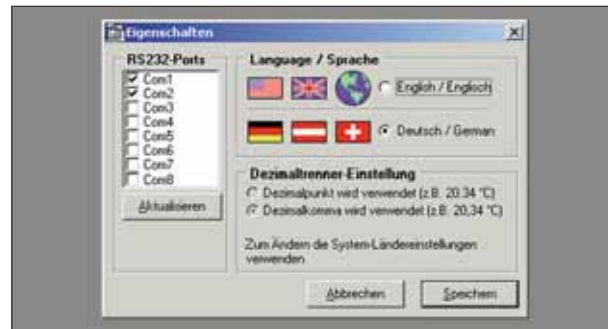 Eigenschaften
RS232-Ports
Com1
Com2
Com3
Com4
Com5
Com6
Com7
Com8
Aktualisieren
Language / Sprache
English / Englisch
Deutsch / German
Dezimaltrenner-Einstellung
Dezimalpunkt wird verwendet (z.B. 20.34 °C)
Dezimalkomma wird verwendet (z.B. 20,34 °C)
Zum Ändern die System-Ländereinstellungen
verwenden
Abbrechen
Speichern